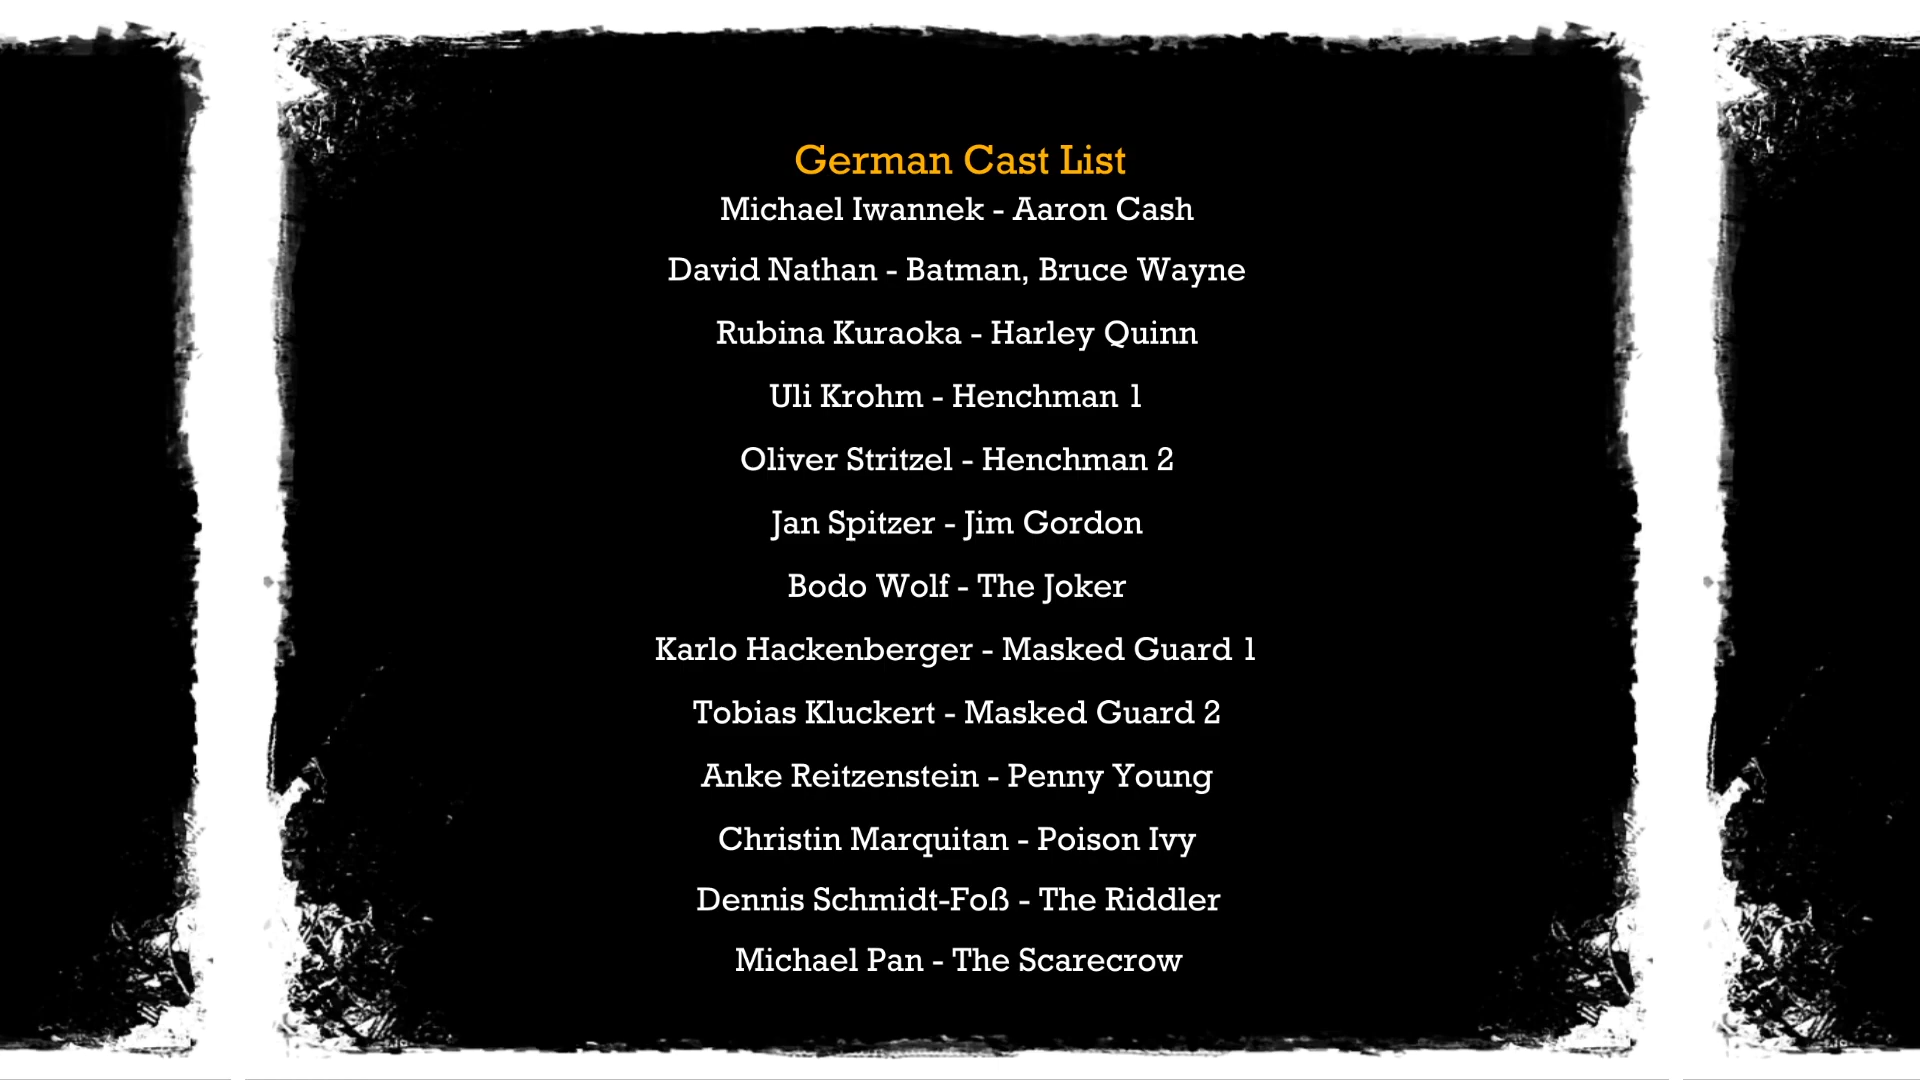 German Cast List
Michael Iwannek - Aaron Cash
David Nathan - Batman, Bruce Wayne
Rubina Kuraoka - Harley Quinn
Uli Krohm - Henchman 1
Oliver Stritzel - Henchman 2
Jan Spitzer - Jim Gordon
Bodo Wolf - The Joker
Karlo Hackenberger - Masked Guard 1
Tobias Kluckert - Masked Guard 2
Anke Reitzenstein - Penny Young
Christin Marquitan - Poison Ivy
Dennis Schmidt-Foß - The Riddler
Michael Pan - The Scarecrow